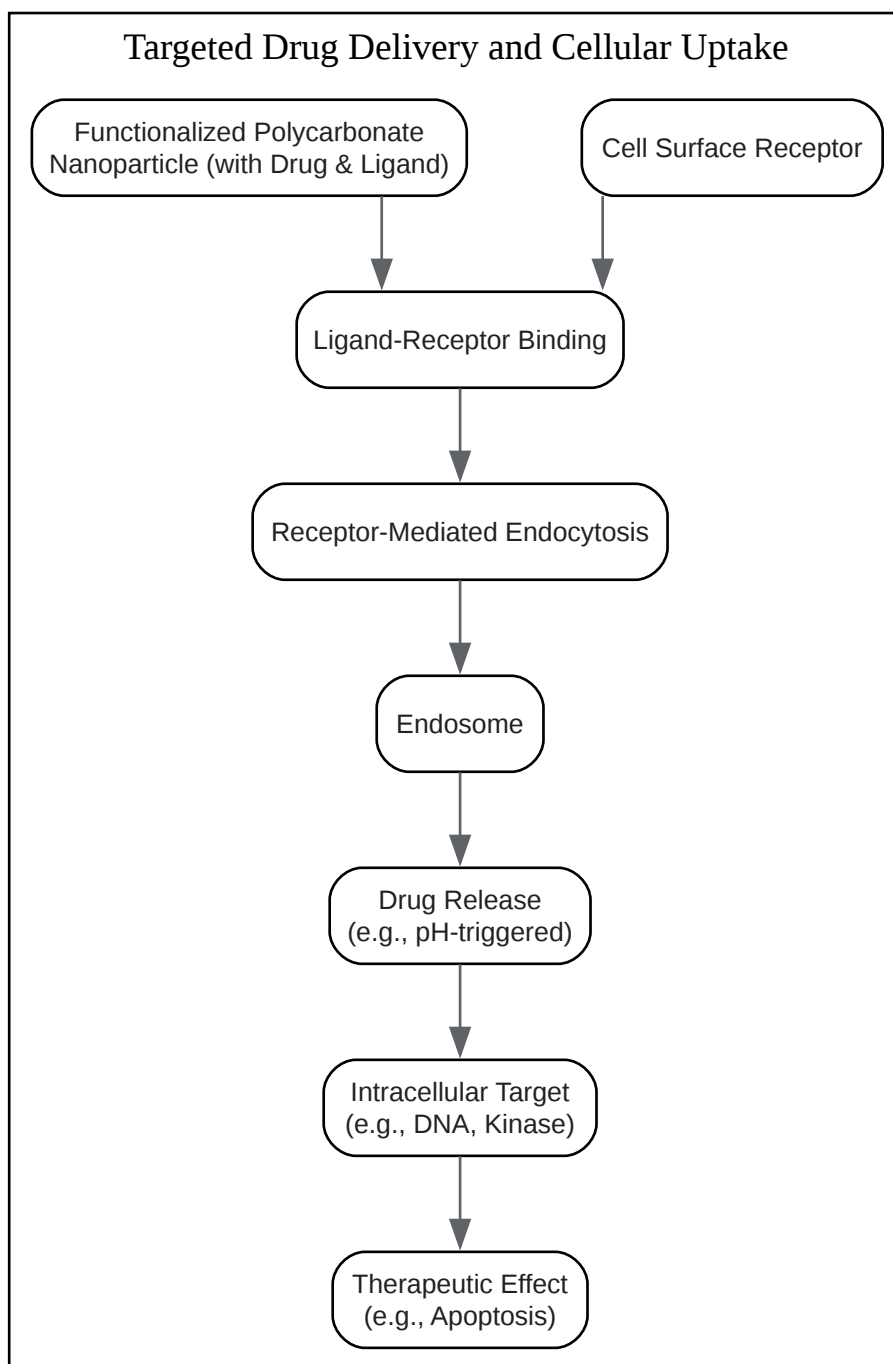 Targeted Drug Delivery and Cellular Uptake
Functionalized Polycarbonate
Nanoparticle (with Drug & Ligand)
Cell Surface Receptor
Ligand-Receptor Binding
Receptor-Mediated Endocytosis
Endosome
Drug Release
(e.g., pH-triggered)
Intracellular Target
(e.g., DNA, Kinase)
Therapeutic Effect
(e.g., Apoptosis)